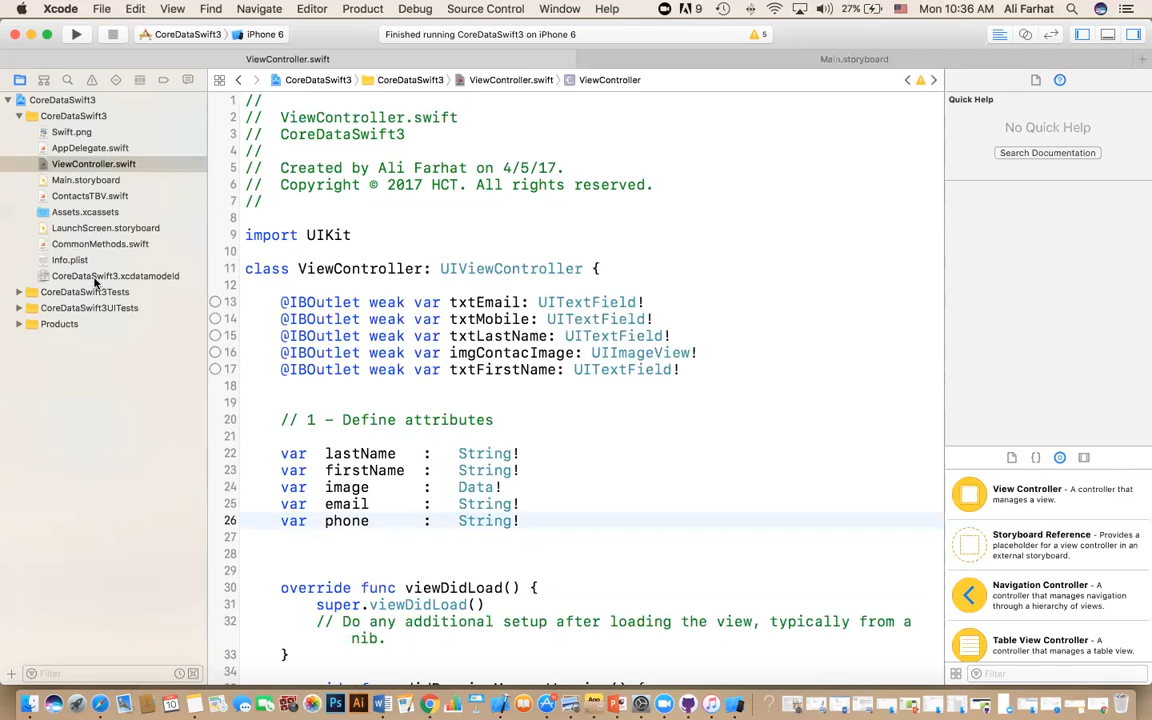 Xcode File Edit View Find Navigate Editor Product Debug Source Control Window Help 9 27% Mon 10:36 AM Ali Farhat
CoreDataSwift3 iPhone 6 Finished running CoreDataSwift3 on iPhone 6 5
ViewController.swift Main.storyboard
CoreDataSwift3 CoreDataSwift3 ViewController.swift C ViewController
CoreDataSwift3
CoreDataSwift3
Swift.png
AppDelegate.swift
ViewController.swift
Main.storyboard
ContactsTBV.swift
Assets.xcassets
LaunchScreen.storyboard
CommonMethods.swift
Info.plist
CoreDataSwift3.xcdatamodeld
CoreDataSwift3Tests
CoreDataSwift3UITests
Products
Filter
1 //
2 // ViewController.swift
3 // CoreDataSwift3
4 //
5 // Created by Ali Farhat on 4/5/17.
6 // Copyright © 2017 HCT. All rights reserved.
7 //
8
9 import UIKit
10
11 class ViewController: UIViewController {
13 @IBOutlet weak var txtEmail: UITextField!
14 @IBOutlet weak var txtMobile: UITextField!
15 @IBOutlet weak var txtLastName: UITextField!
16 @IBOutlet weak var imgContacImage: UIImageView!
17 @IBOutlet weak var txtFirstName: UITextField!
18
19
20 // 1 - Define attributes
21
22 var lastName : String!
23 var firstName : String!
24 var image : Data!
25 var email : String!
26 var phone : String!
27
28
30 override func viewDidLoad() {
31 super.viewDidLoad()
32 // Do any additional setup after loading the view, typically from a
nib.
33 }
34
Quick Help
No Quick Help
Search Documentation
View Controller - A controller that
manages a view.
Storyboard Reference - Provides a
placeholder for a view controller in an
external storyboard.
Navigation Controller - A
controller that manages navigation
through a hierarchy of views.
Table View Controller - A
controller that manages a table view.
Filter